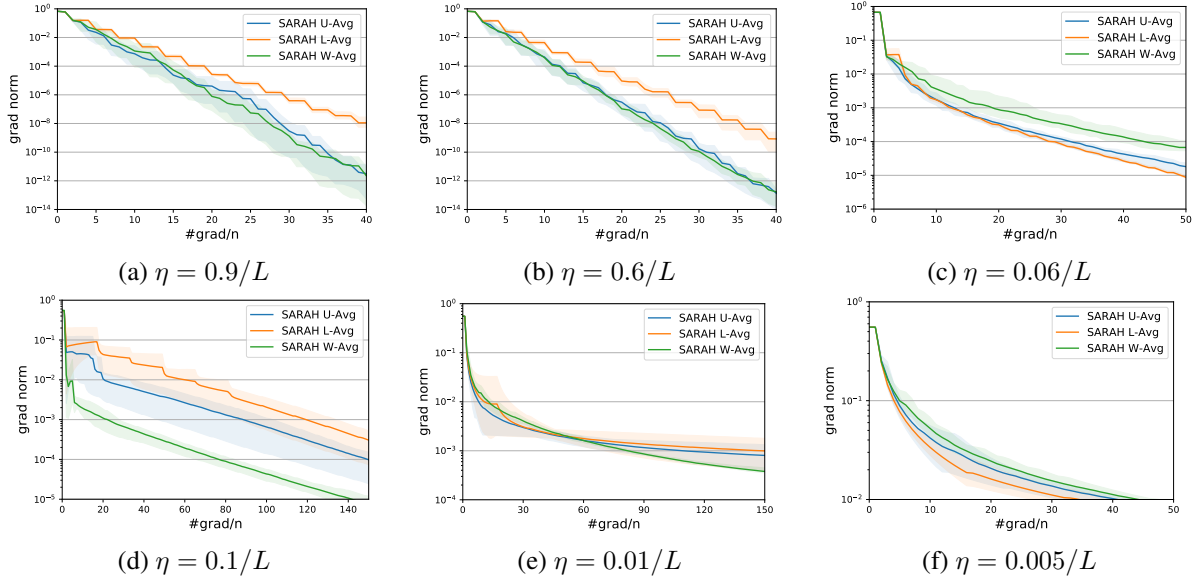 10^0
10^-2
10^-4
10^-6
10^-8
10^-10
10^-12
10^-14
grad norm
0 5 10 15 20 25 30 35 40
#grad/n
SARAH U-Avg
SARAH L-Avg
SARAH W-Avg
(a) η = 0.9/L
10^0
10^-2
10^-4
10^-6
10^-8
10^-10
10^-12
10^-14
grad norm
0 5 10 15 20 25 30 35 40
#grad/n
SARAH U-Avg
SARAH L-Avg
SARAH W-Avg
(b) η = 0.6/L
10^0
10^-1
10^-2
10^-3
10^-4
10^-5
10^-6
grad norm
0 10 20 30 40 50
#grad/n
SARAH U-Avg
SARAH L-Avg
SARAH W-Avg
(c) η = 0.06/L
10^0
10^-1
10^-2
10^-3
10^-4
10^-5
grad norm
0 20 40 60 80 100 120 140
#grad/n
SARAH U-Avg
SARAH L-Avg
SARAH W-Avg
(d) η = 0.1/L
10^0
10^-1
10^-2
10^-3
10^-4
grad norm
0 30 60 90 120 150
#grad/n
SARAH U-Avg
SARAH L-Avg
SARAH W-Avg
(e) η = 0.01/L
10^0
10^-1
10^-2
grad norm
0 10 20 30 40 50
#grad/n
SARAH U-Avg
SARAH L-Avg
SARAH W-Avg
(f) η = 0.005/L